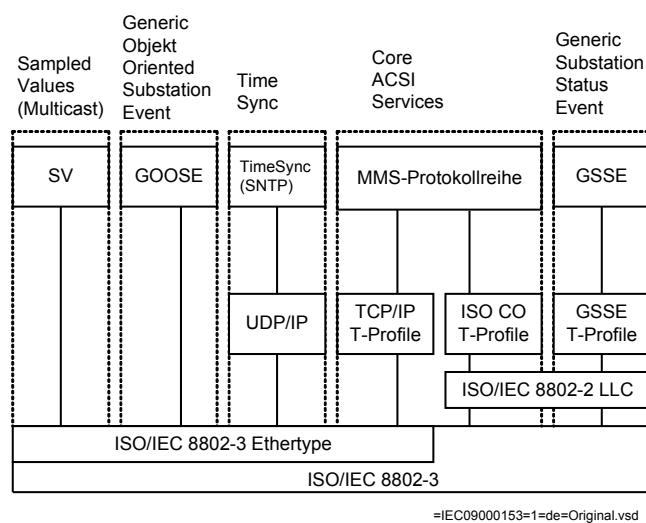 Sampled
Values
(Multicast)
Generic
Objekt
Oriented
Substation
Event
Time
Sync
Core
ACSI
Services
Generic
Substation
Status
Event
SV
GOOSE
TimeSync
(SNTP)
MMS-Protokollreihe
GSSE
UDP/IP
TCP/IP
T-Profile
ISO CO
T-Profile
GSSE
T-Profile
ISO/IEC 8802-2 LLC
ISO/IEC 8802-3 Ethertype
ISO/IEC 8802-3
=IEC09000153=1=de=Original.vsd